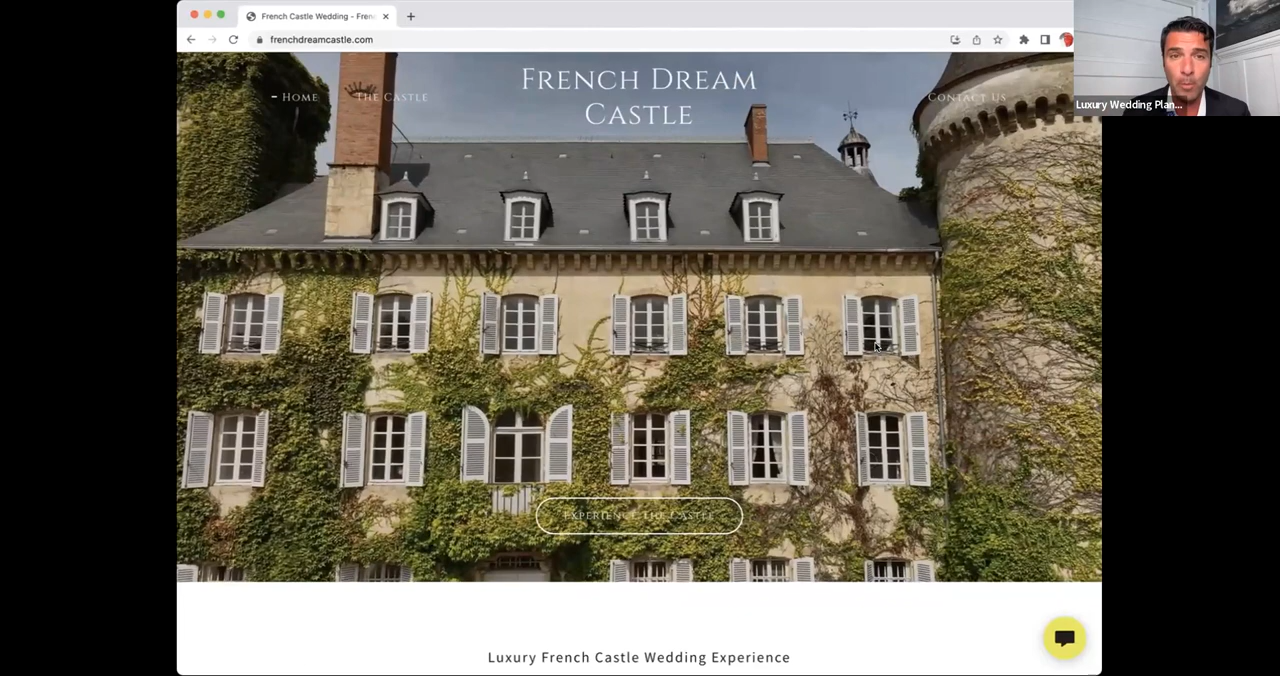 French Castle Wedding - Fren
frenchdreamcastle.com
Luxury Wedding Plan...
Home
The Castle
French Dream
Castle
Contact Us
Experience the Castle
Luxury French Castle Wedding Experience